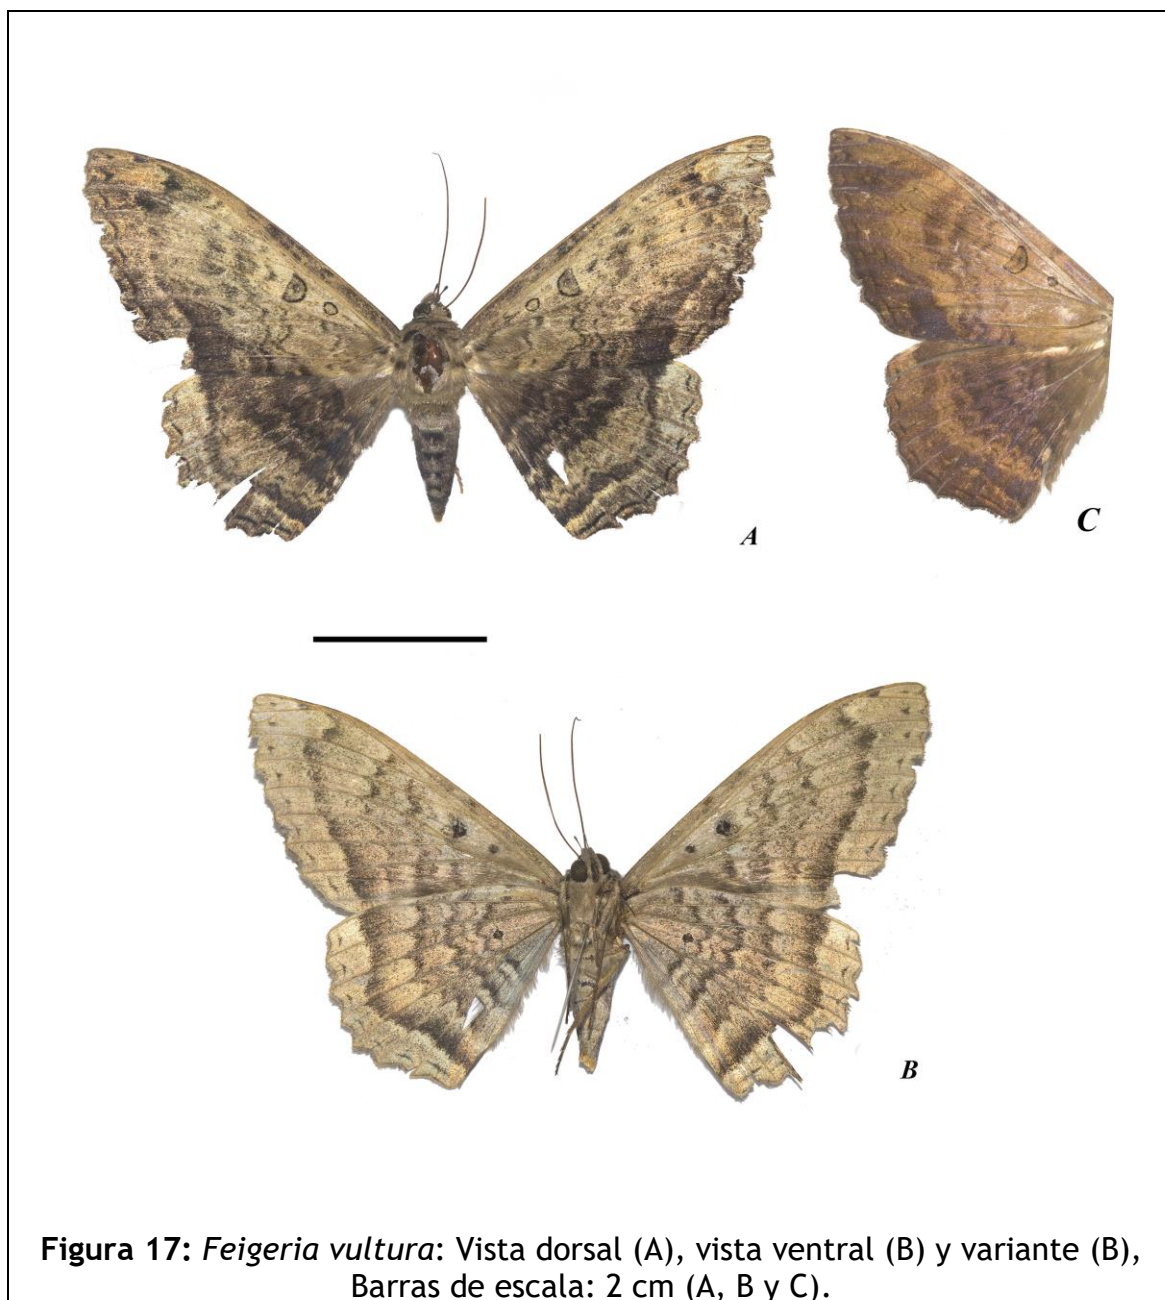 A
C
B
Figura 17: Feigeria vultura: Vista dorsal (A), vista ventral (B) y variante (B),
Barras de escala: 2 cm (A, B y C).